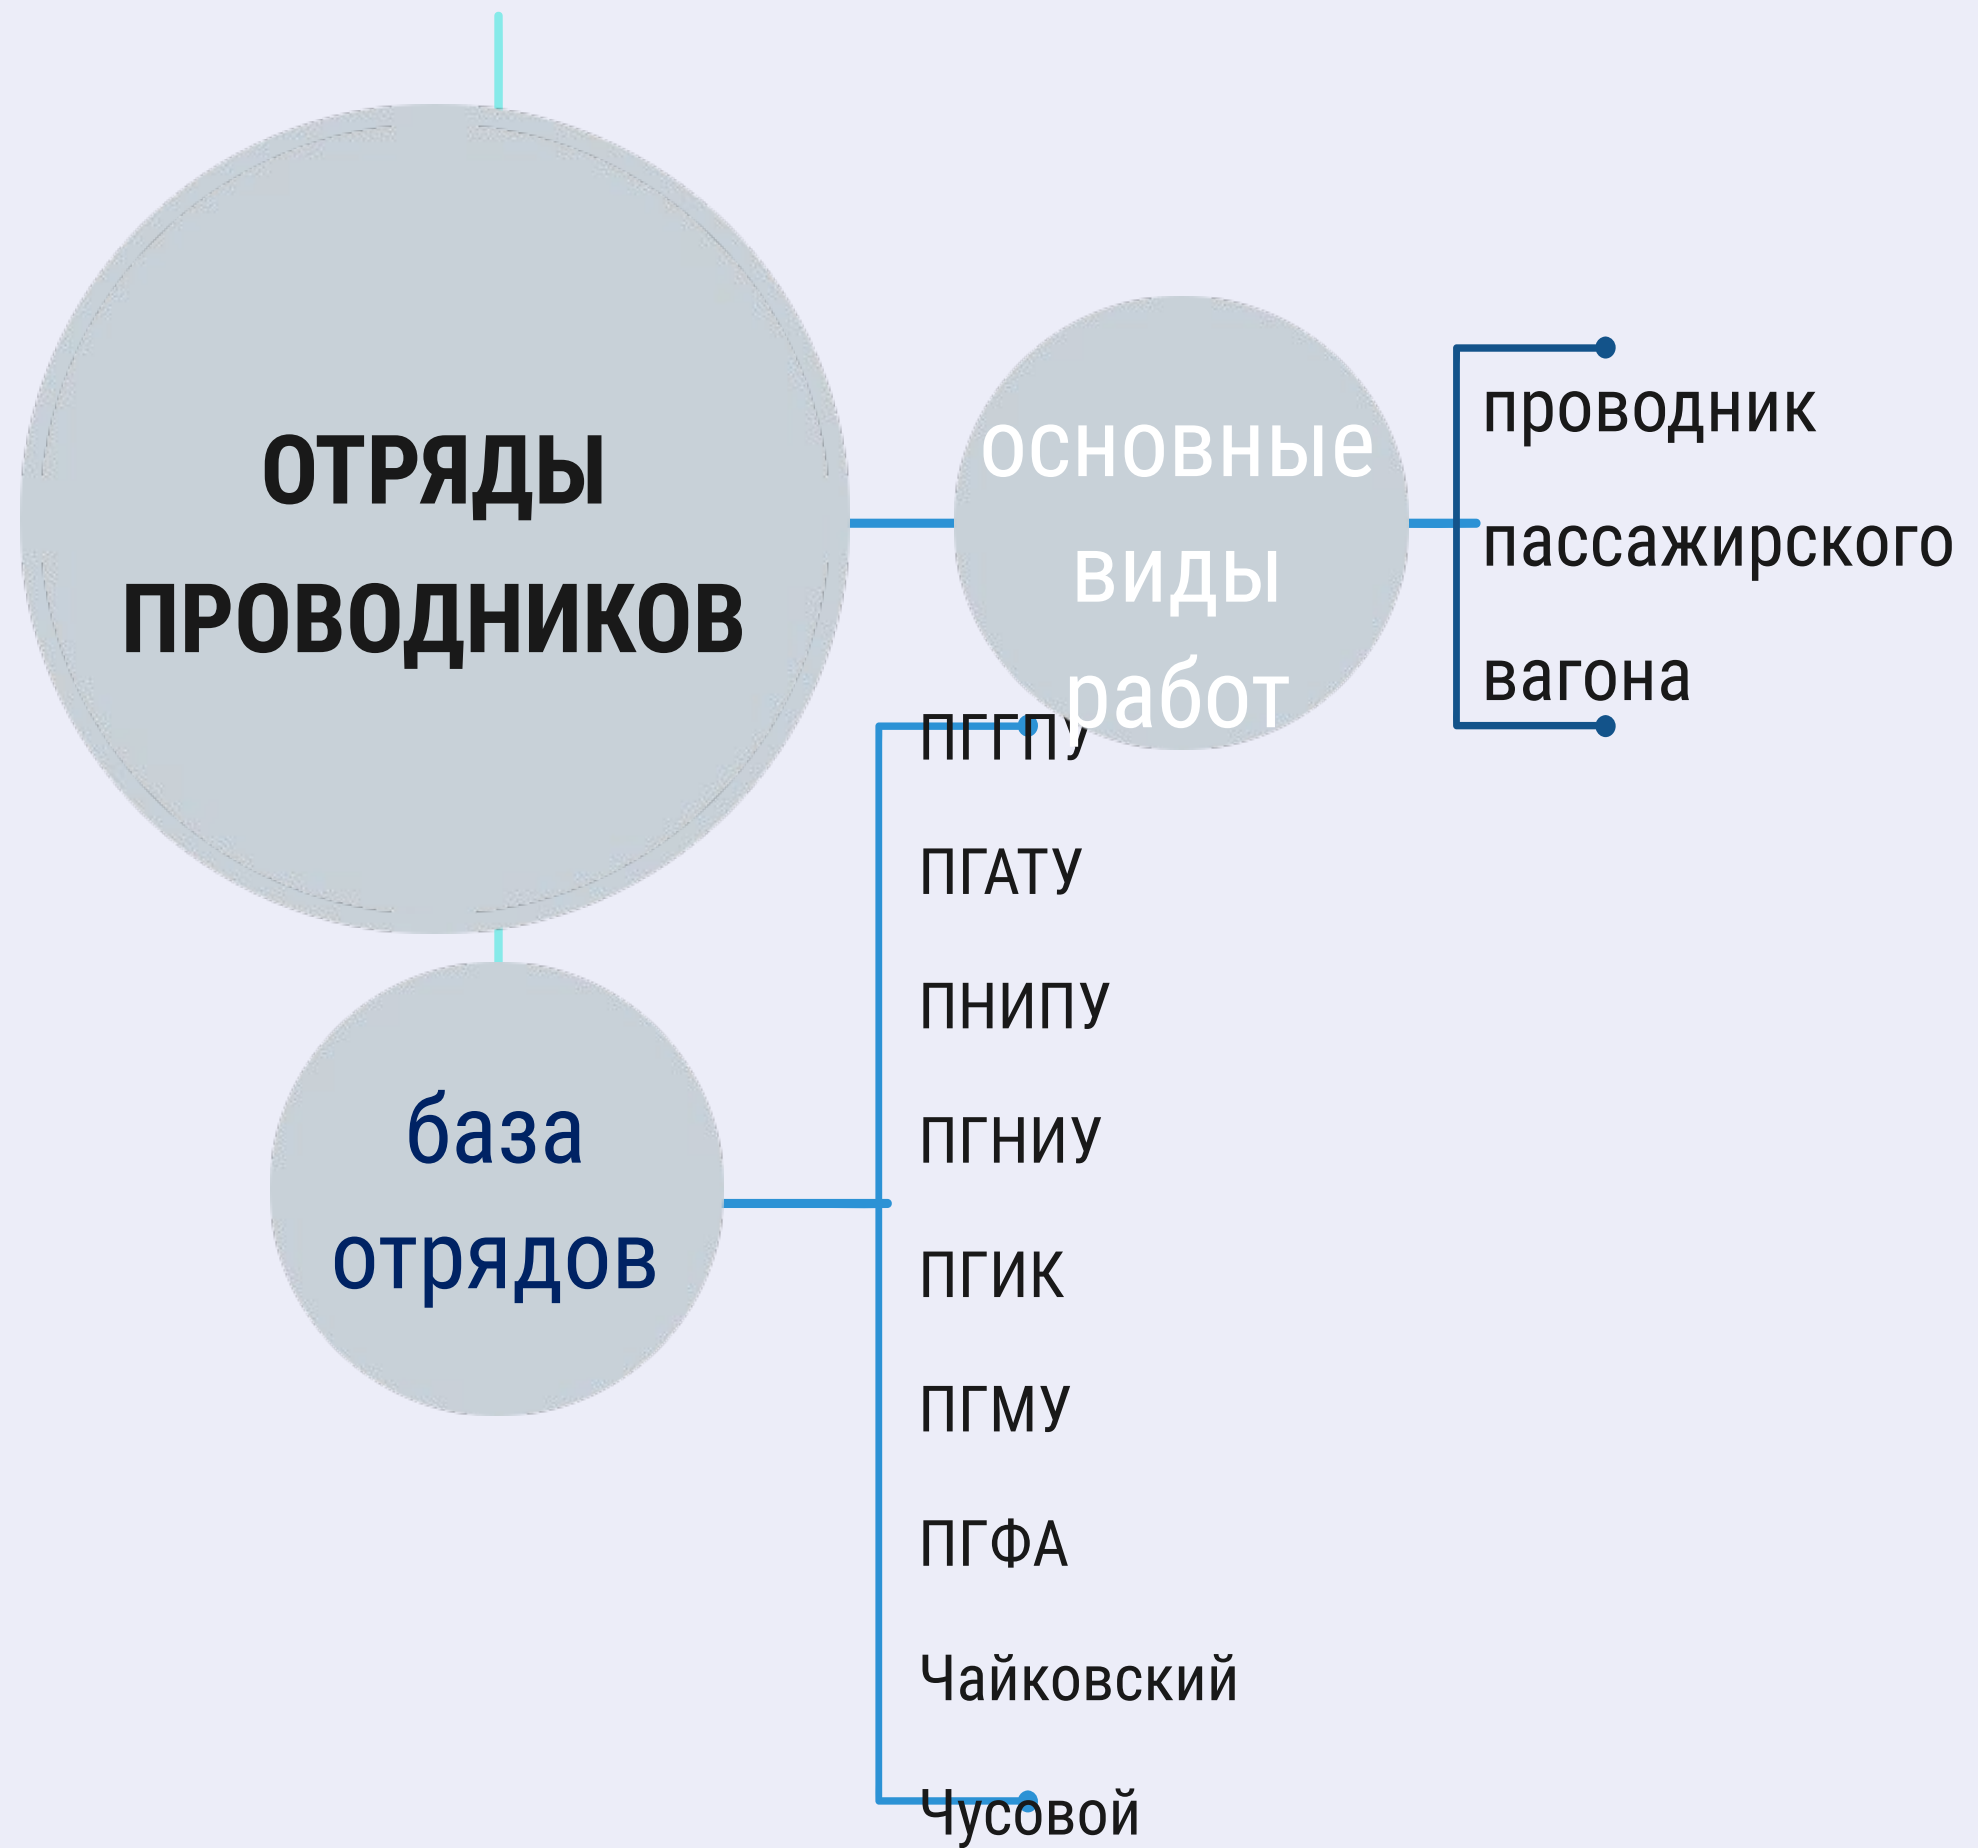 ОТРЯДЫ
ПРОВОДНИКОВ
основные
виды
работ
проводник
пассажирского
вагона
база
отрядов
ПГГПУ
ПГАТУ
ПНИПУ
ПГНИУ
ПГИК
ПГМУ
ПГФА
Чайковский
Чусовой